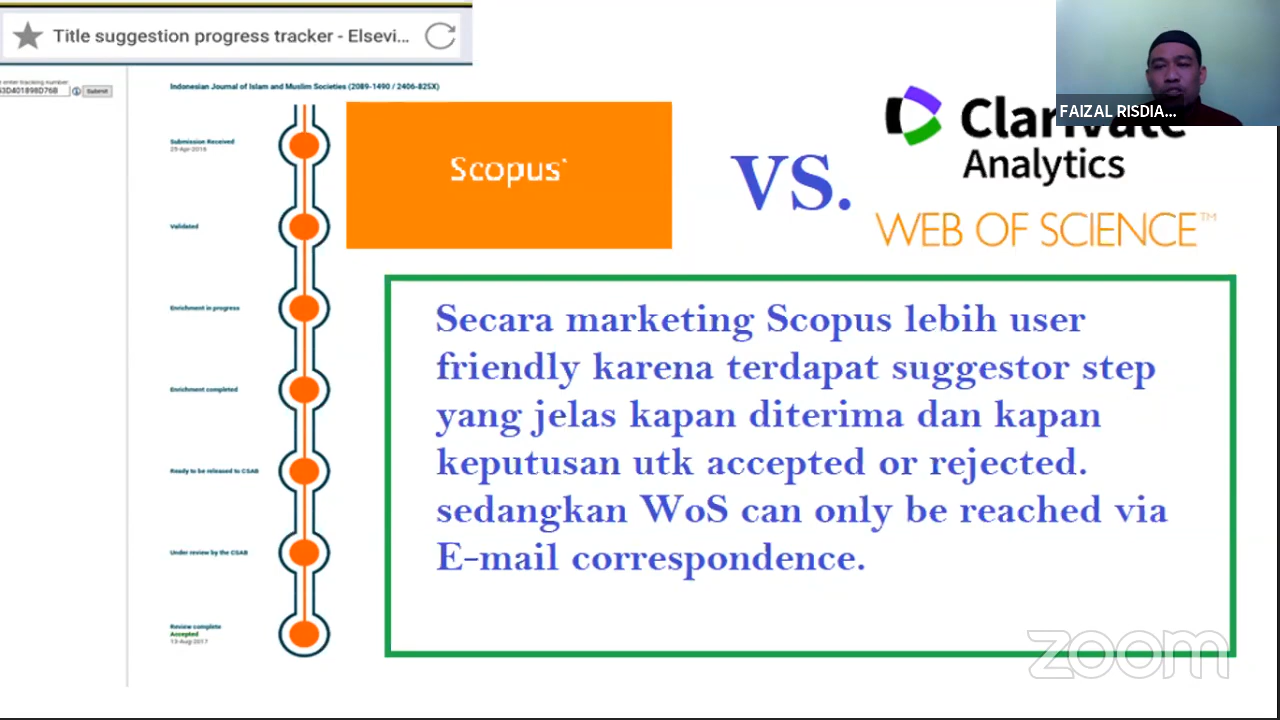 Title suggestion progress tracker - Elsevi...
Submit
Indonesian Journal of Islam and Muslim Societies (2089-1490 / 2406-825X)
Submission Received
25-Apr-2016
Validated
Enrichment in progress
Enrichment completed
Ready to be released to CSAB
Under review by the CSAB
Review complete
Accepted
13-Aug-2017
Scopus
VS.
Clarivate
Analytics
WEB OF SCIENCE™
FAIZAL RISDIA...
Secara marketing Scopus lebih user
friendly karena terdapat suggestor step
yang jelas kapan diterima dan kapan
keputusan utk accepted or rejected.
sedangkan WoS can only be reached via
E-mail correspondence.
zoom